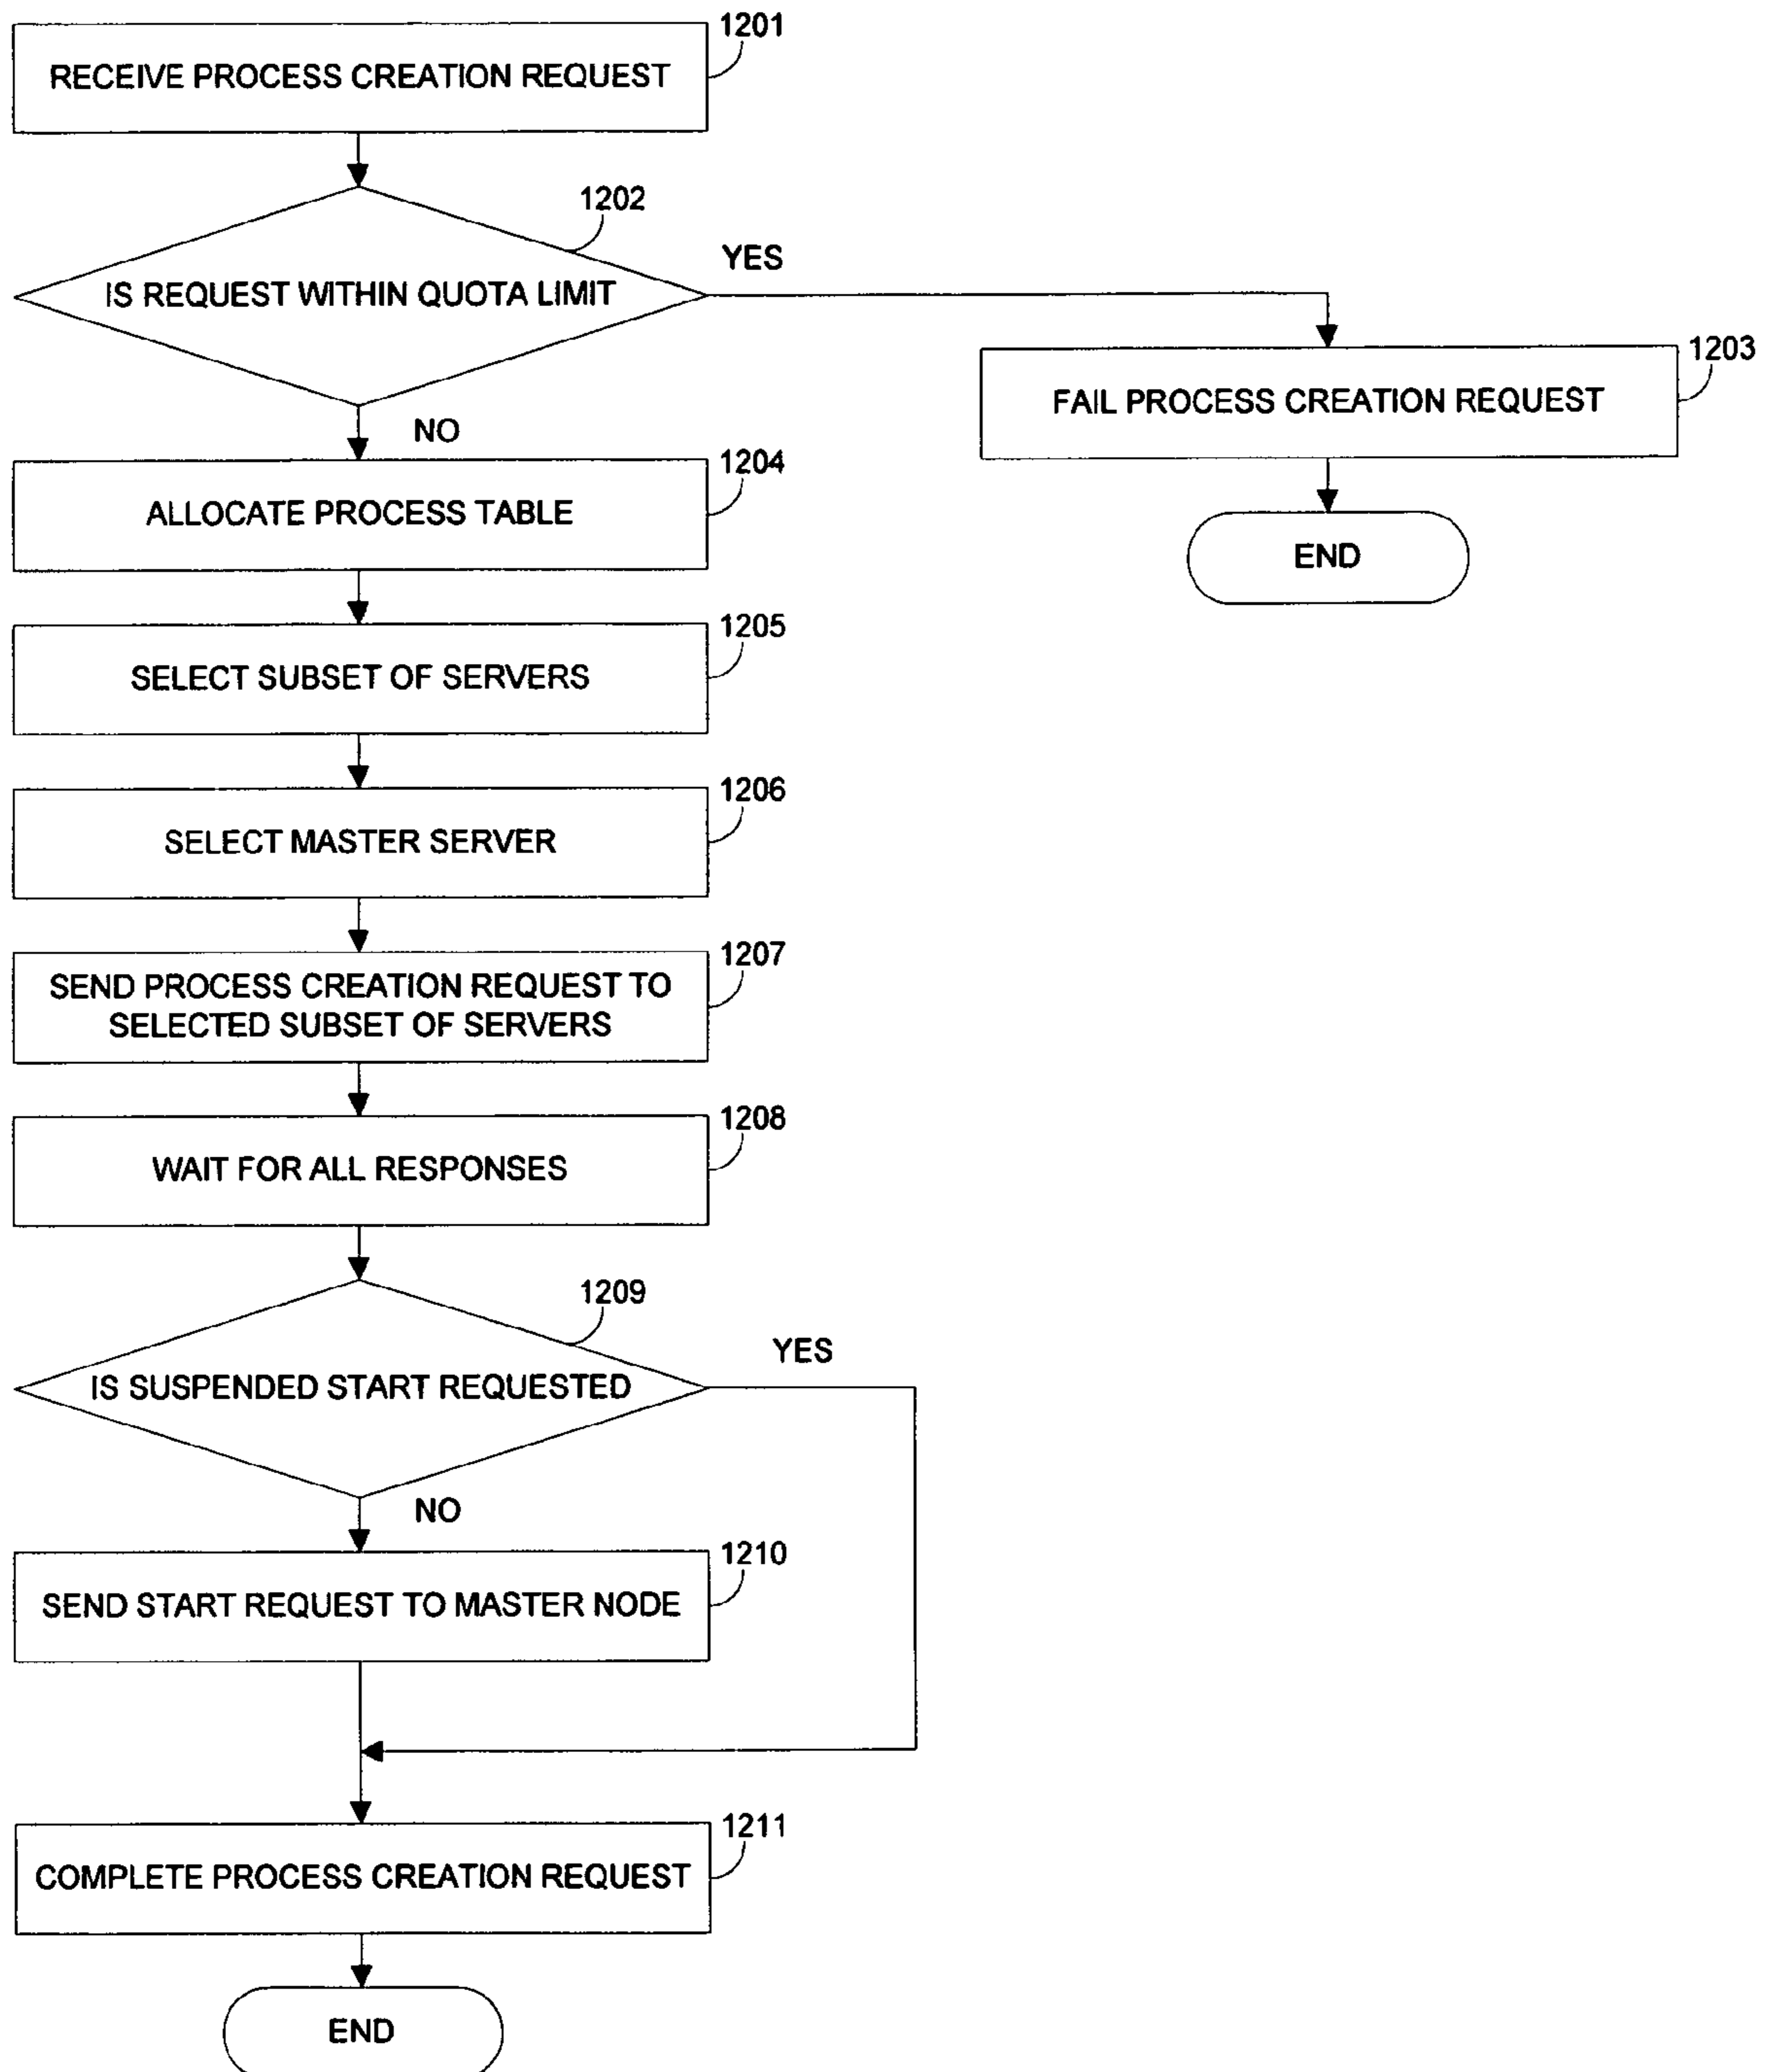 1201
RECEIVE PROCESS CREATION REQUEST
1202
IS REQUEST WITHIN QUOTA LIMIT
YES
1203
FAIL PROCESS CREATION REQUEST
END
NO
1204
ALLOCATE PROCESS TABLE
1205
SELECT SUBSET OF SERVERS
1206
SELECT MASTER SERVER
1207
SEND PROCESS CREATION REQUEST TO
SELECTED SUBSET OF SERVERS
1208
WAIT FOR ALL RESPONSES
1209
IS SUSPENDED START REQUESTED
YES
NO
1210
SEND START REQUEST TO MASTER NODE
1211
COMPLETE PROCESS CREATION REQUEST
END